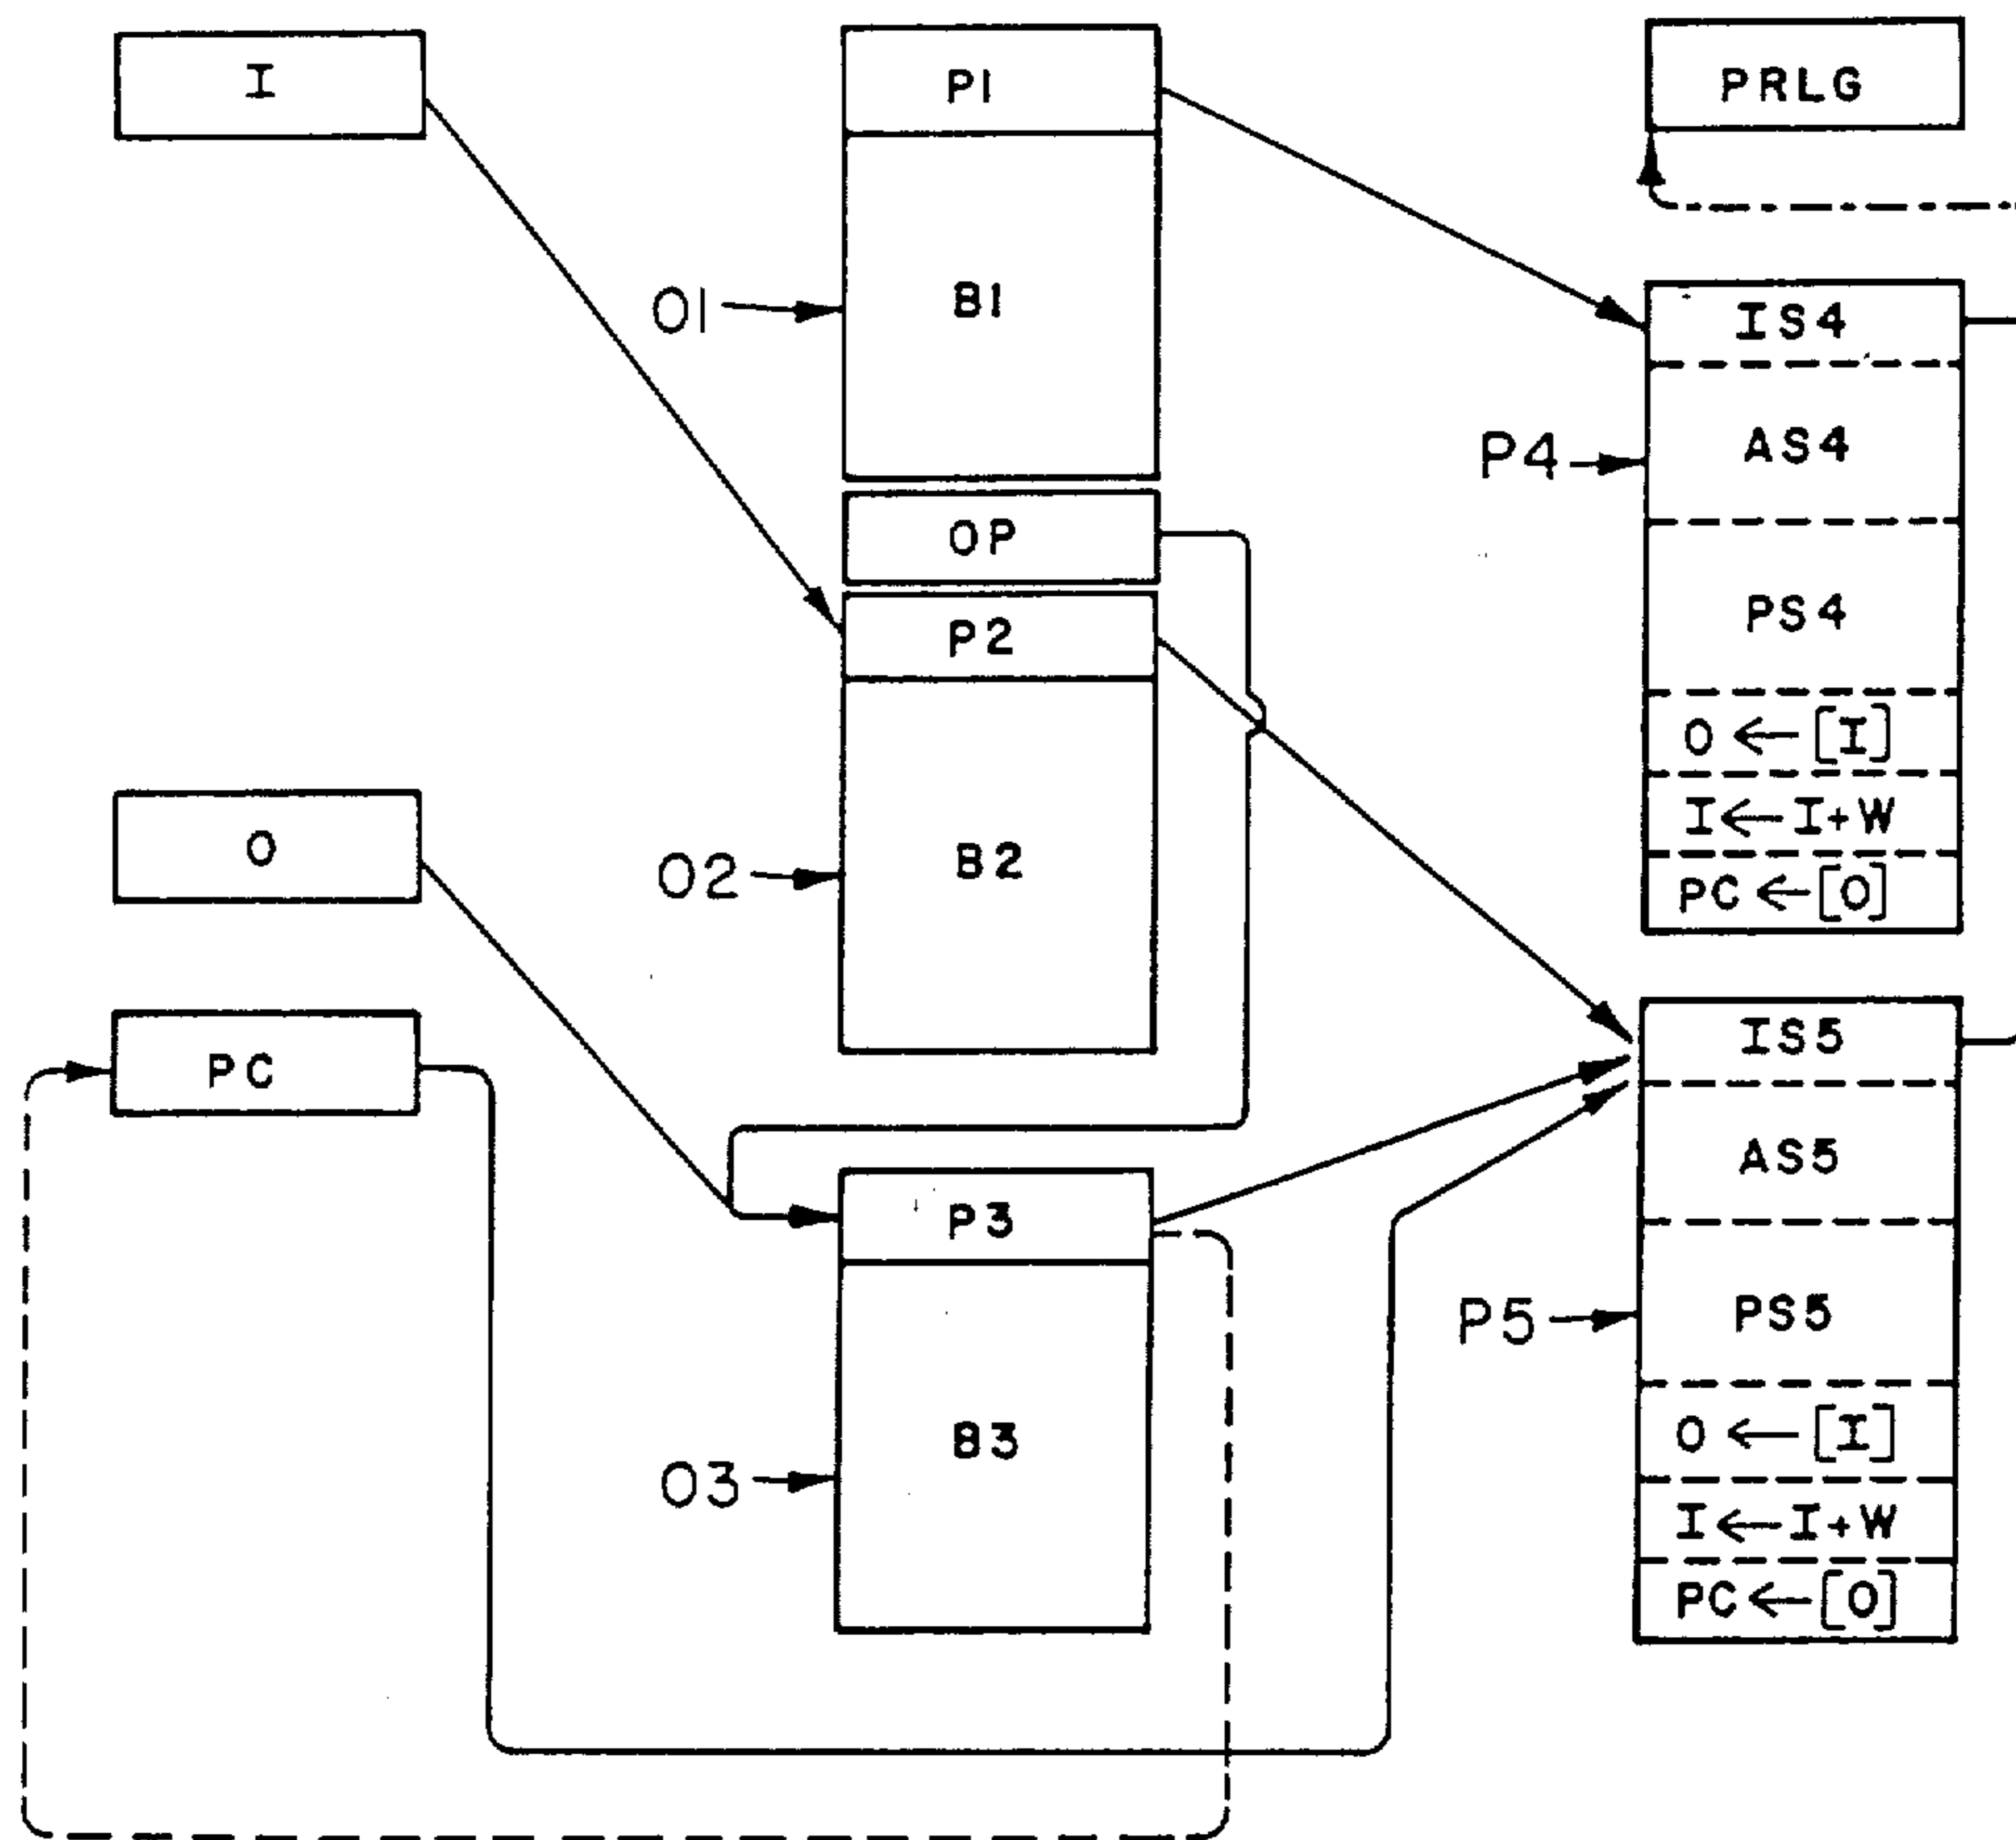 I
P1
PRLG
O1
B1
IS4
P4
AS4
OP
PS4
P2
O ← [I]
I ← I+W
PC ← [O]
O
O2
B2
PC
IS5
AS5
P3
P5
PS5
O3
B3
O ← [I]
I ← I+W
PC ← [O]